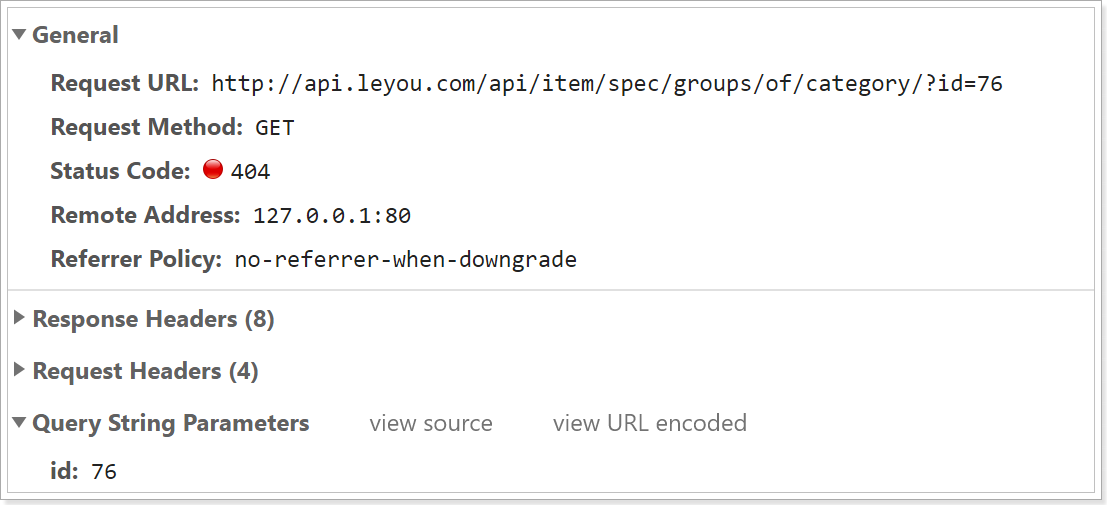 General
Request URL: http://api.leyou.com/api/item/spec/groups/of/category/?id=76
Request Method: GET
Status Code: 404
Remote Address: 127.0.0.1:80
Referrer Policy: no-referrer-when-downgrade
Response Headers (8)
Request Headers (4)
Query String Parameters view source view URL encoded
id: 76